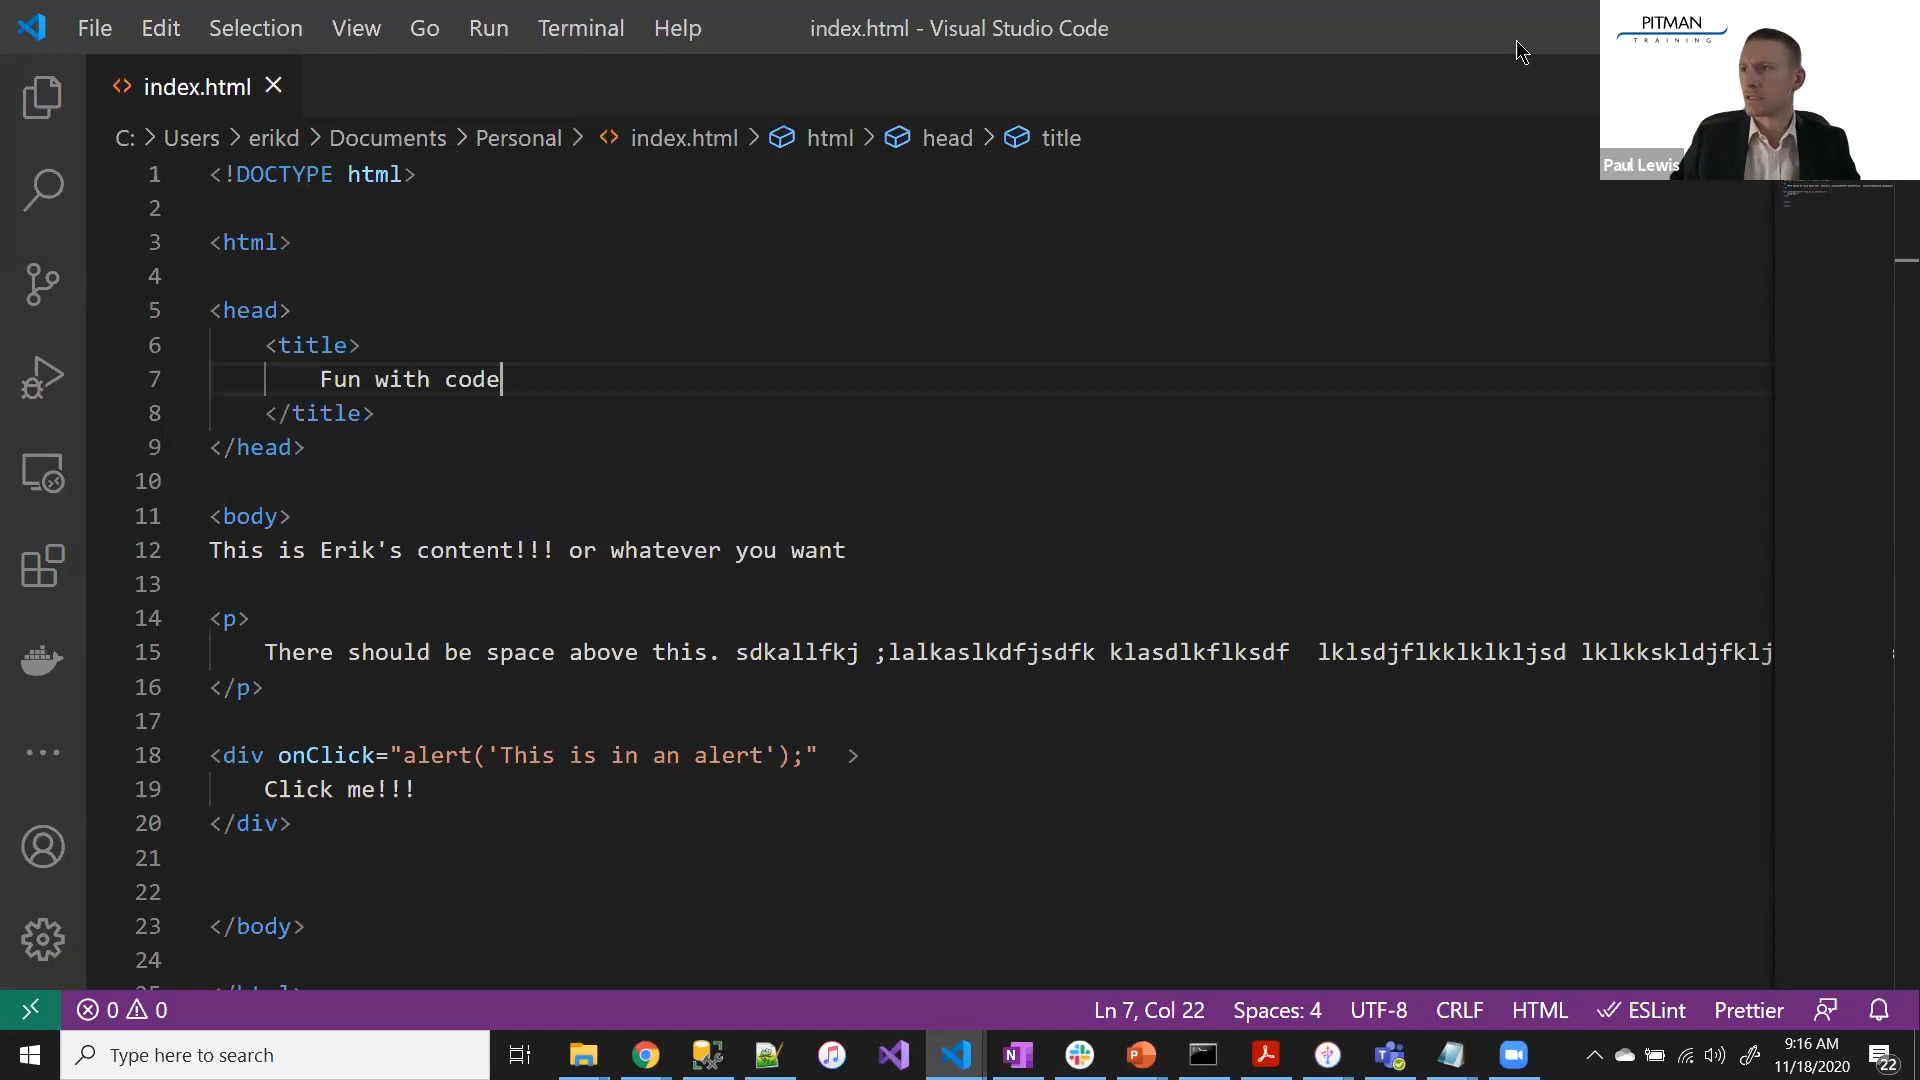 File Edit Selection View Go Run Terminal Help index.html - Visual Studio Code
PITMAN
TRAINING
Paul Lewis
index.html
C: > Users > erikd > Documents > Personal > index.html > html > head > title
1 <!DOCTYPE html>
2
3 <html>
4
5 <head>
6 <title>
7 Fun with code
8 </title>
9 </head>
10
11 <body>
12 This is Erik's content!!! or whatever you want
13
14 <p>
15 There should be space above this. sdkallfkj ;lalkaslkdfjsdfk klasdlkflksdf lklsdjflkklklkljsd lklkkskldjfklj
16 </p>
17
18 <div onClick="alert('This is in an alert');" >
19 Click me!!!
20 </div>
21
22
23 </body>
24
0 0 Ln 7, Col 22 Spaces: 4 UTF-8 CRLF HTML ESLint Prettier
Type here to search
9:16 AM
11/18/2020
22